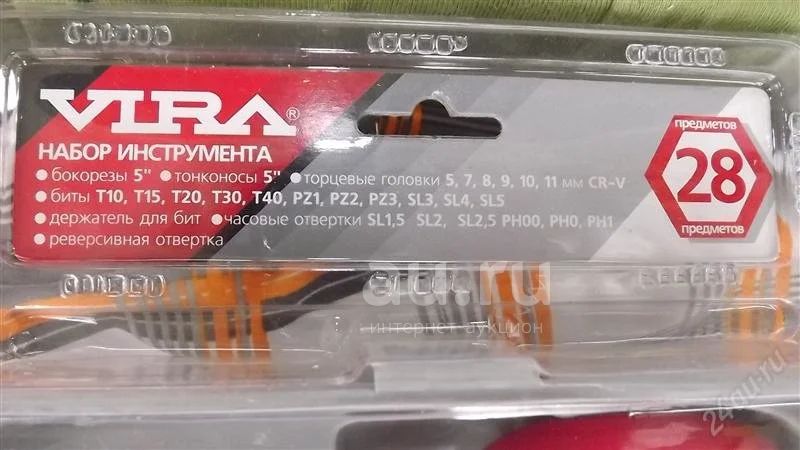 VIRA®
НАБОР ИНСТРУМЕНТА
• бокорезы 5" • тонконосы 5" • торцевые головки 5, 7, 8, 9, 10, 11 мм CR-V
• биты T10, T15, T20, T30, T40, PZ1, PZ2, PZ3, SL3, SL4, SL5
• держатель для бит • часовые отвертки SL1,5 SL2, SL2,5 PH00, PH0, PH1
• реверсивная отвертка
предметов
28
предметов
au.ru
интернет аукцион
24au.ru